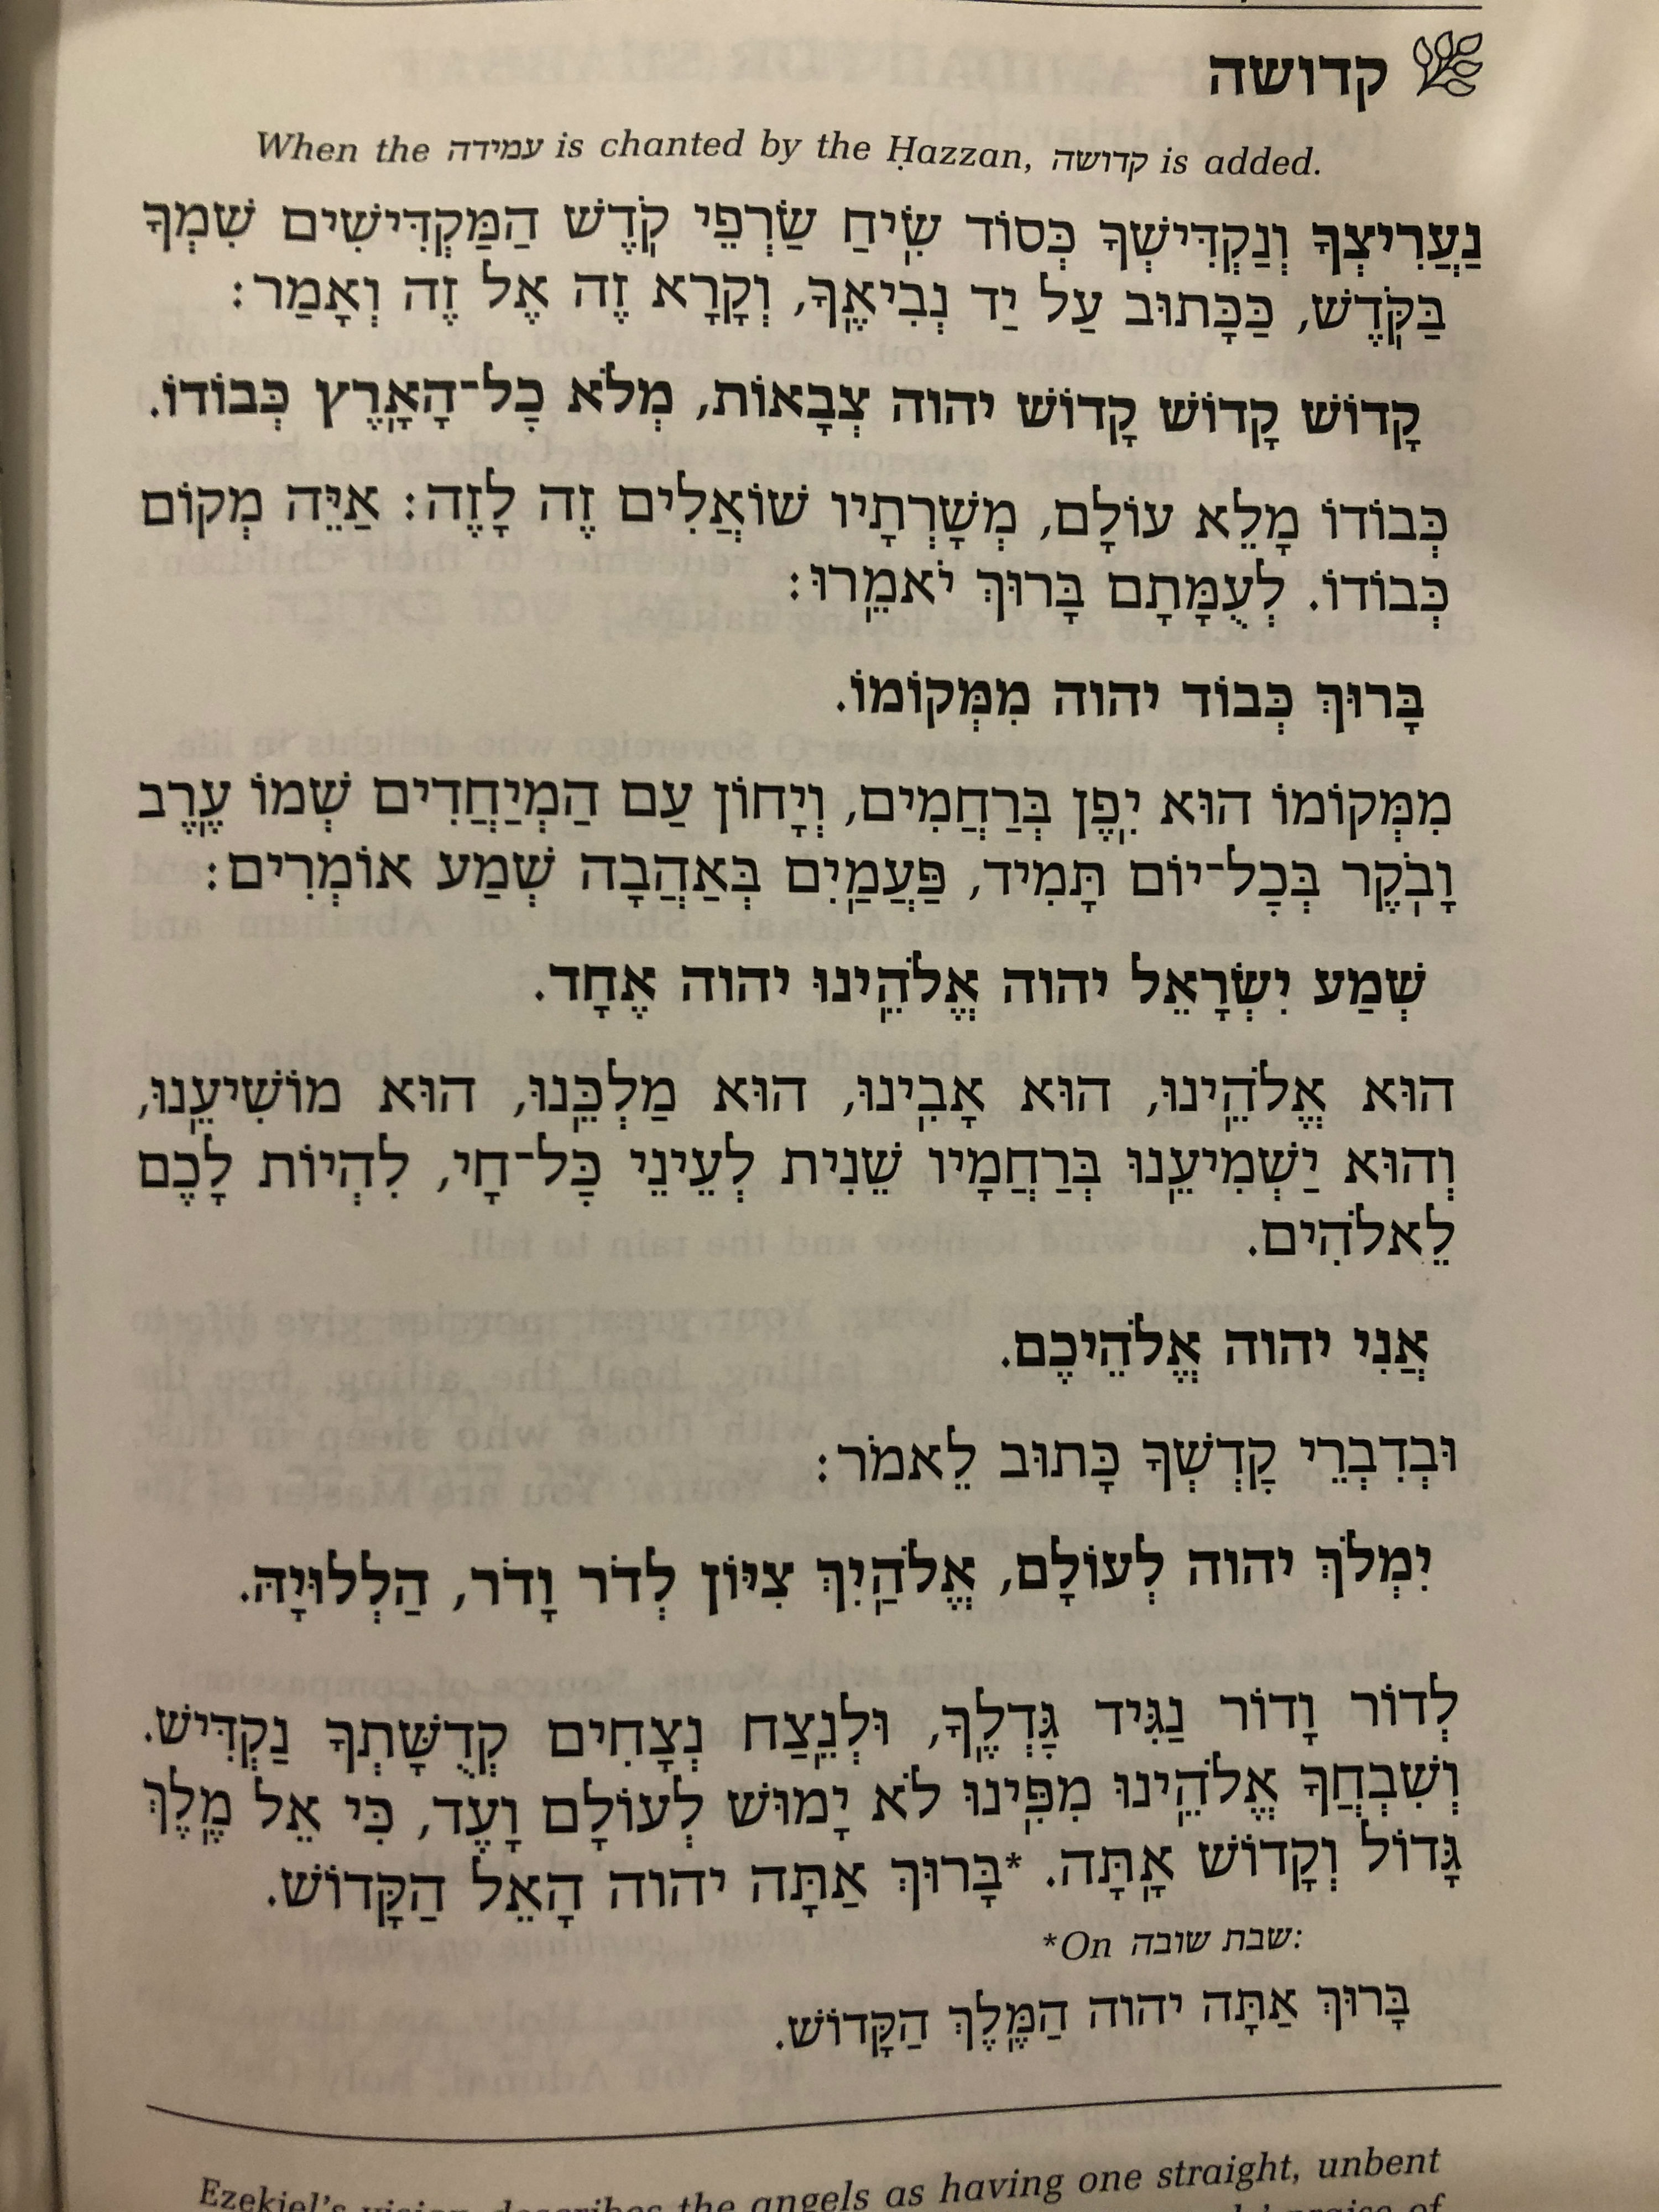 קדושה
When the עמידה is chanted by the Ḥazzan, קדושה is added.
נַעֲרִֽיצְךָ וְנַקְדִּישְׁךָ כְּסוֹד שִֽׂיחַ שַׂרְפֵי קֹֽדֶשׁ הַמַּקְדִּישִׁים שִׁמְךָ
בַּקֹּֽדֶשׁ, כַּכָּתוּב עַל יַד נְבִיאֶֽךָ, וְקָרָא זֶה אֶל זֶה וְאָמַר:
קָדוֹשׁ קָדוֹשׁ קָדוֹשׁ יהוה צְבָאוֹת, מְלֹא כׇל־הָאָֽרֶץ כְּבוֹדוֹ.
כְּבוֹדוֹ מָלֵא עוֹלָם, מְשָׁרְתָיו שׁוֹאֲלִים זֶה לָזֶה: אַיֵּה מְקוֹם
כְּבוֹדוֹ. לְעֻמָּתָם בָּרוּךְ יֹאמֵֽרוּ:
בָּרוּךְ כְּבוֹד יהוה מִמְּקוֹמוֹ.
מִמְּקוֹמוֹ הוּא יִֽפֶן בְּרַחֲמִים, וְיָחוֹן עַם הַמְיַחֲדִים שְׁמוֹ עֶֽרֶב
וָבֹֽקֶר בְּכׇל־יוֹם תָּמִיד, פַּעֲמַֽיִם בְּאַהֲבָה שְׁמַע אוֹמְרִים:
שְׁמַע יִשְׂרָאֵל יהוה אֱלֹהֵֽינוּ יהוה אֶחָד.
הוּא אֱלֹהֵֽינוּ, הוּא אָבִֽינוּ, הוּא מַלְכֵּֽנוּ, הוּא מוֹשִׁיעֵֽנוּ,
וְהוּא יַשְׁמִיעֵֽנוּ בְּרַחֲמָיו שֵׁנִית לְעֵינֵי כׇּל־חָי, לִהְיוֹת לָכֶם
לֵאלֹהִים.
אֲנִי יהוה אֱלֹהֵיכֶם.
וּבְדִבְרֵי קׇדְשְׁךָ כָּתוּב לֵאמֹר:
יִמְלֹךְ יהוה לְעוֹלָם, אֱלֹהַֽיִךְ צִיּוֹן לְדֹר וָדֹר, הַלְלוּיָהּ.
לְדוֹר וָדוֹר נַגִּיד גׇּדְלֶֽךָ, וּלְנֵֽצַח נְצָחִים קְדֻשָּׁתְךָ נַקְדִּישׁ.
וְשִׁבְחֲךָ אֱלֹהֵֽינוּ מִפִּֽינוּ לֹא יָמוּשׁ לְעוֹלָם וָעֶד, כִּי אֵל מֶֽלֶךְ
גָּדוֹל וְקָדוֹשׁ אָֽתָּה. *בָּרוּךְ אַתָּה יהוה הָאֵל הַקָּדוֹשׁ.
*On שבת שובה:
בָּרוּךְ אַתָּה יהוה הַמֶּֽלֶךְ הַקָּדוֹשׁ.
Ezekiel's vision describes the angels as having one straight, unbent
praise of